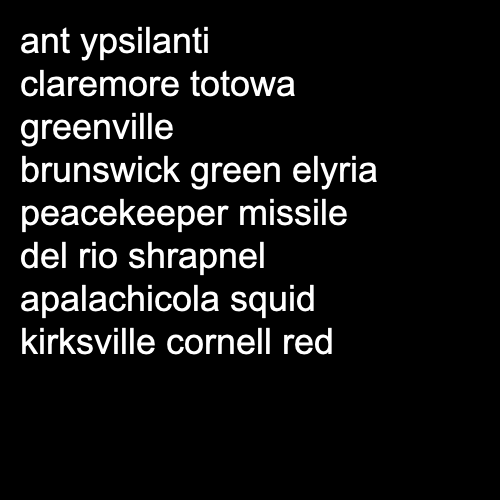 ant ypsilanti
claremore totowa
greenville
brunswick green elyria
peacekeeper missile
del rio shrapnel
apalachicola squid
kirksville cornell red